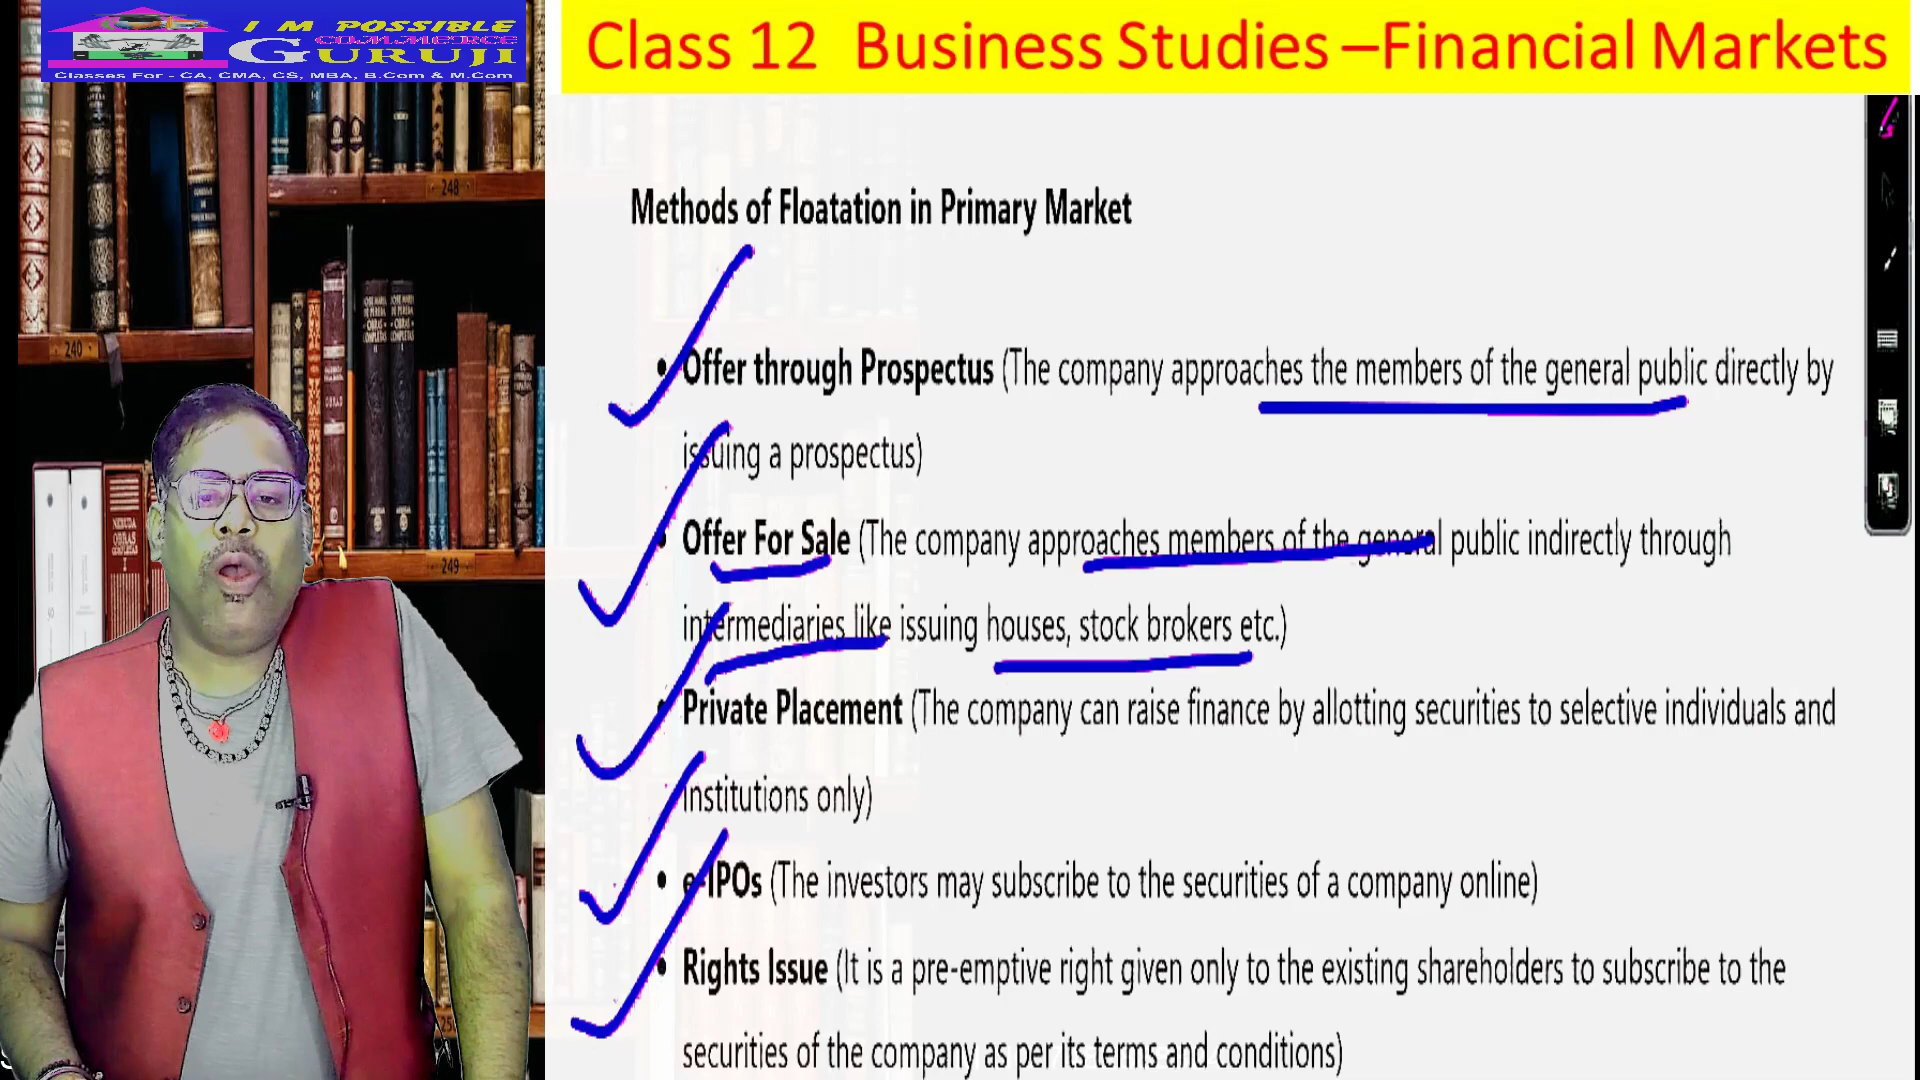 I M POSSIBLE
COMMERCE
GURUJI
Classes For - CA, CMA, CS, MBA, B.Com & M.Com
Class 12 Business Studies –Financial Markets
Methods of Floatation in Primary Market
• Offer through Prospectus (The company approaches the members of the general public directly by
issuing a prospectus)
• Offer For Sale (The company approaches members of the general public indirectly through
intermediaries like issuing houses, stock brokers etc.)
• Private Placement (The company can raise finance by allotting securities to selective individuals and
institutions only)
• e-IPOs (The investors may subscribe to the securities of a company online)
• Rights Issue (It is a pre-emptive right given only to the existing shareholders to subscribe to the
securities of the company as per its terms and conditions)
248
240
249